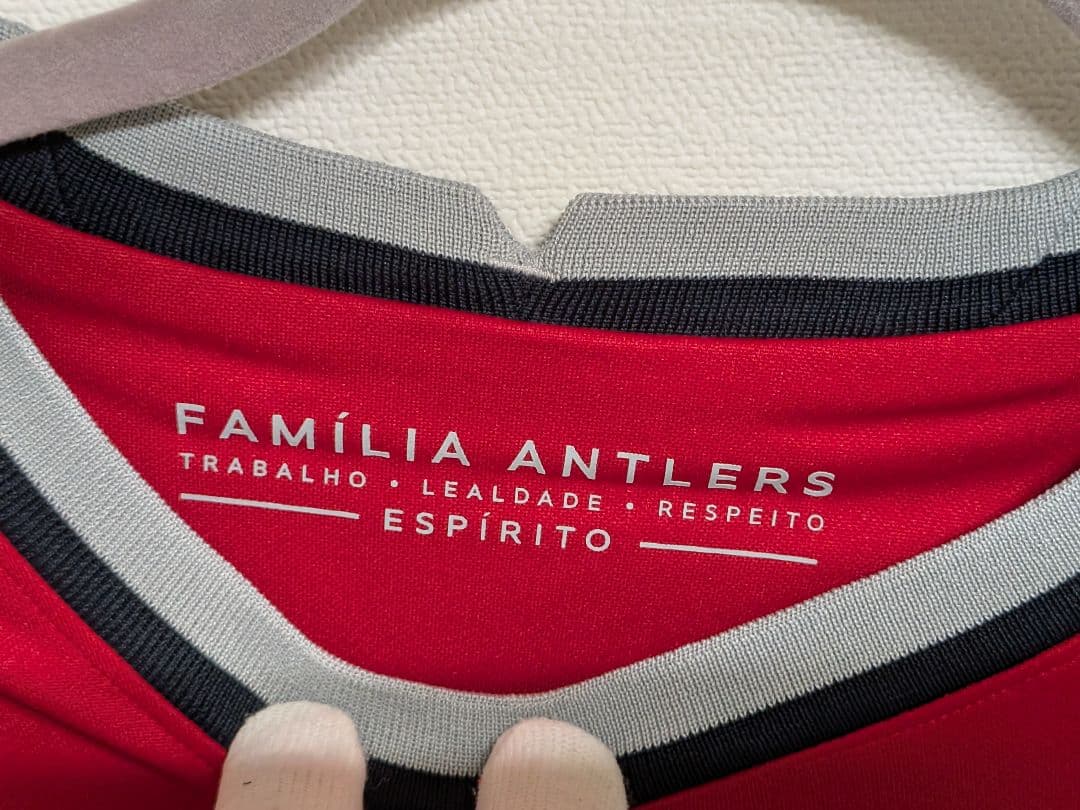 FAMÍLIA ANTLERS
TRABALHO • LEALDADE • RESPEITO
ESPÍRITO